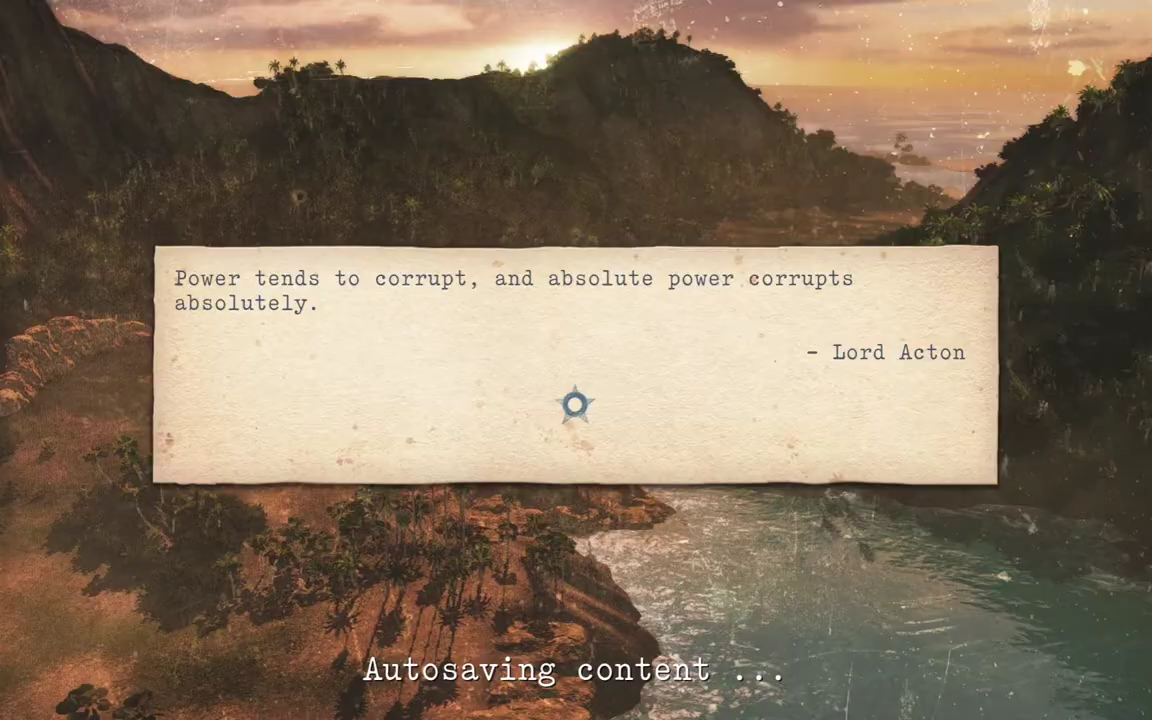 Power tends to corrupt, and absolute power corrupts
absolutely.
- Lord Acton
Autosaving content ...